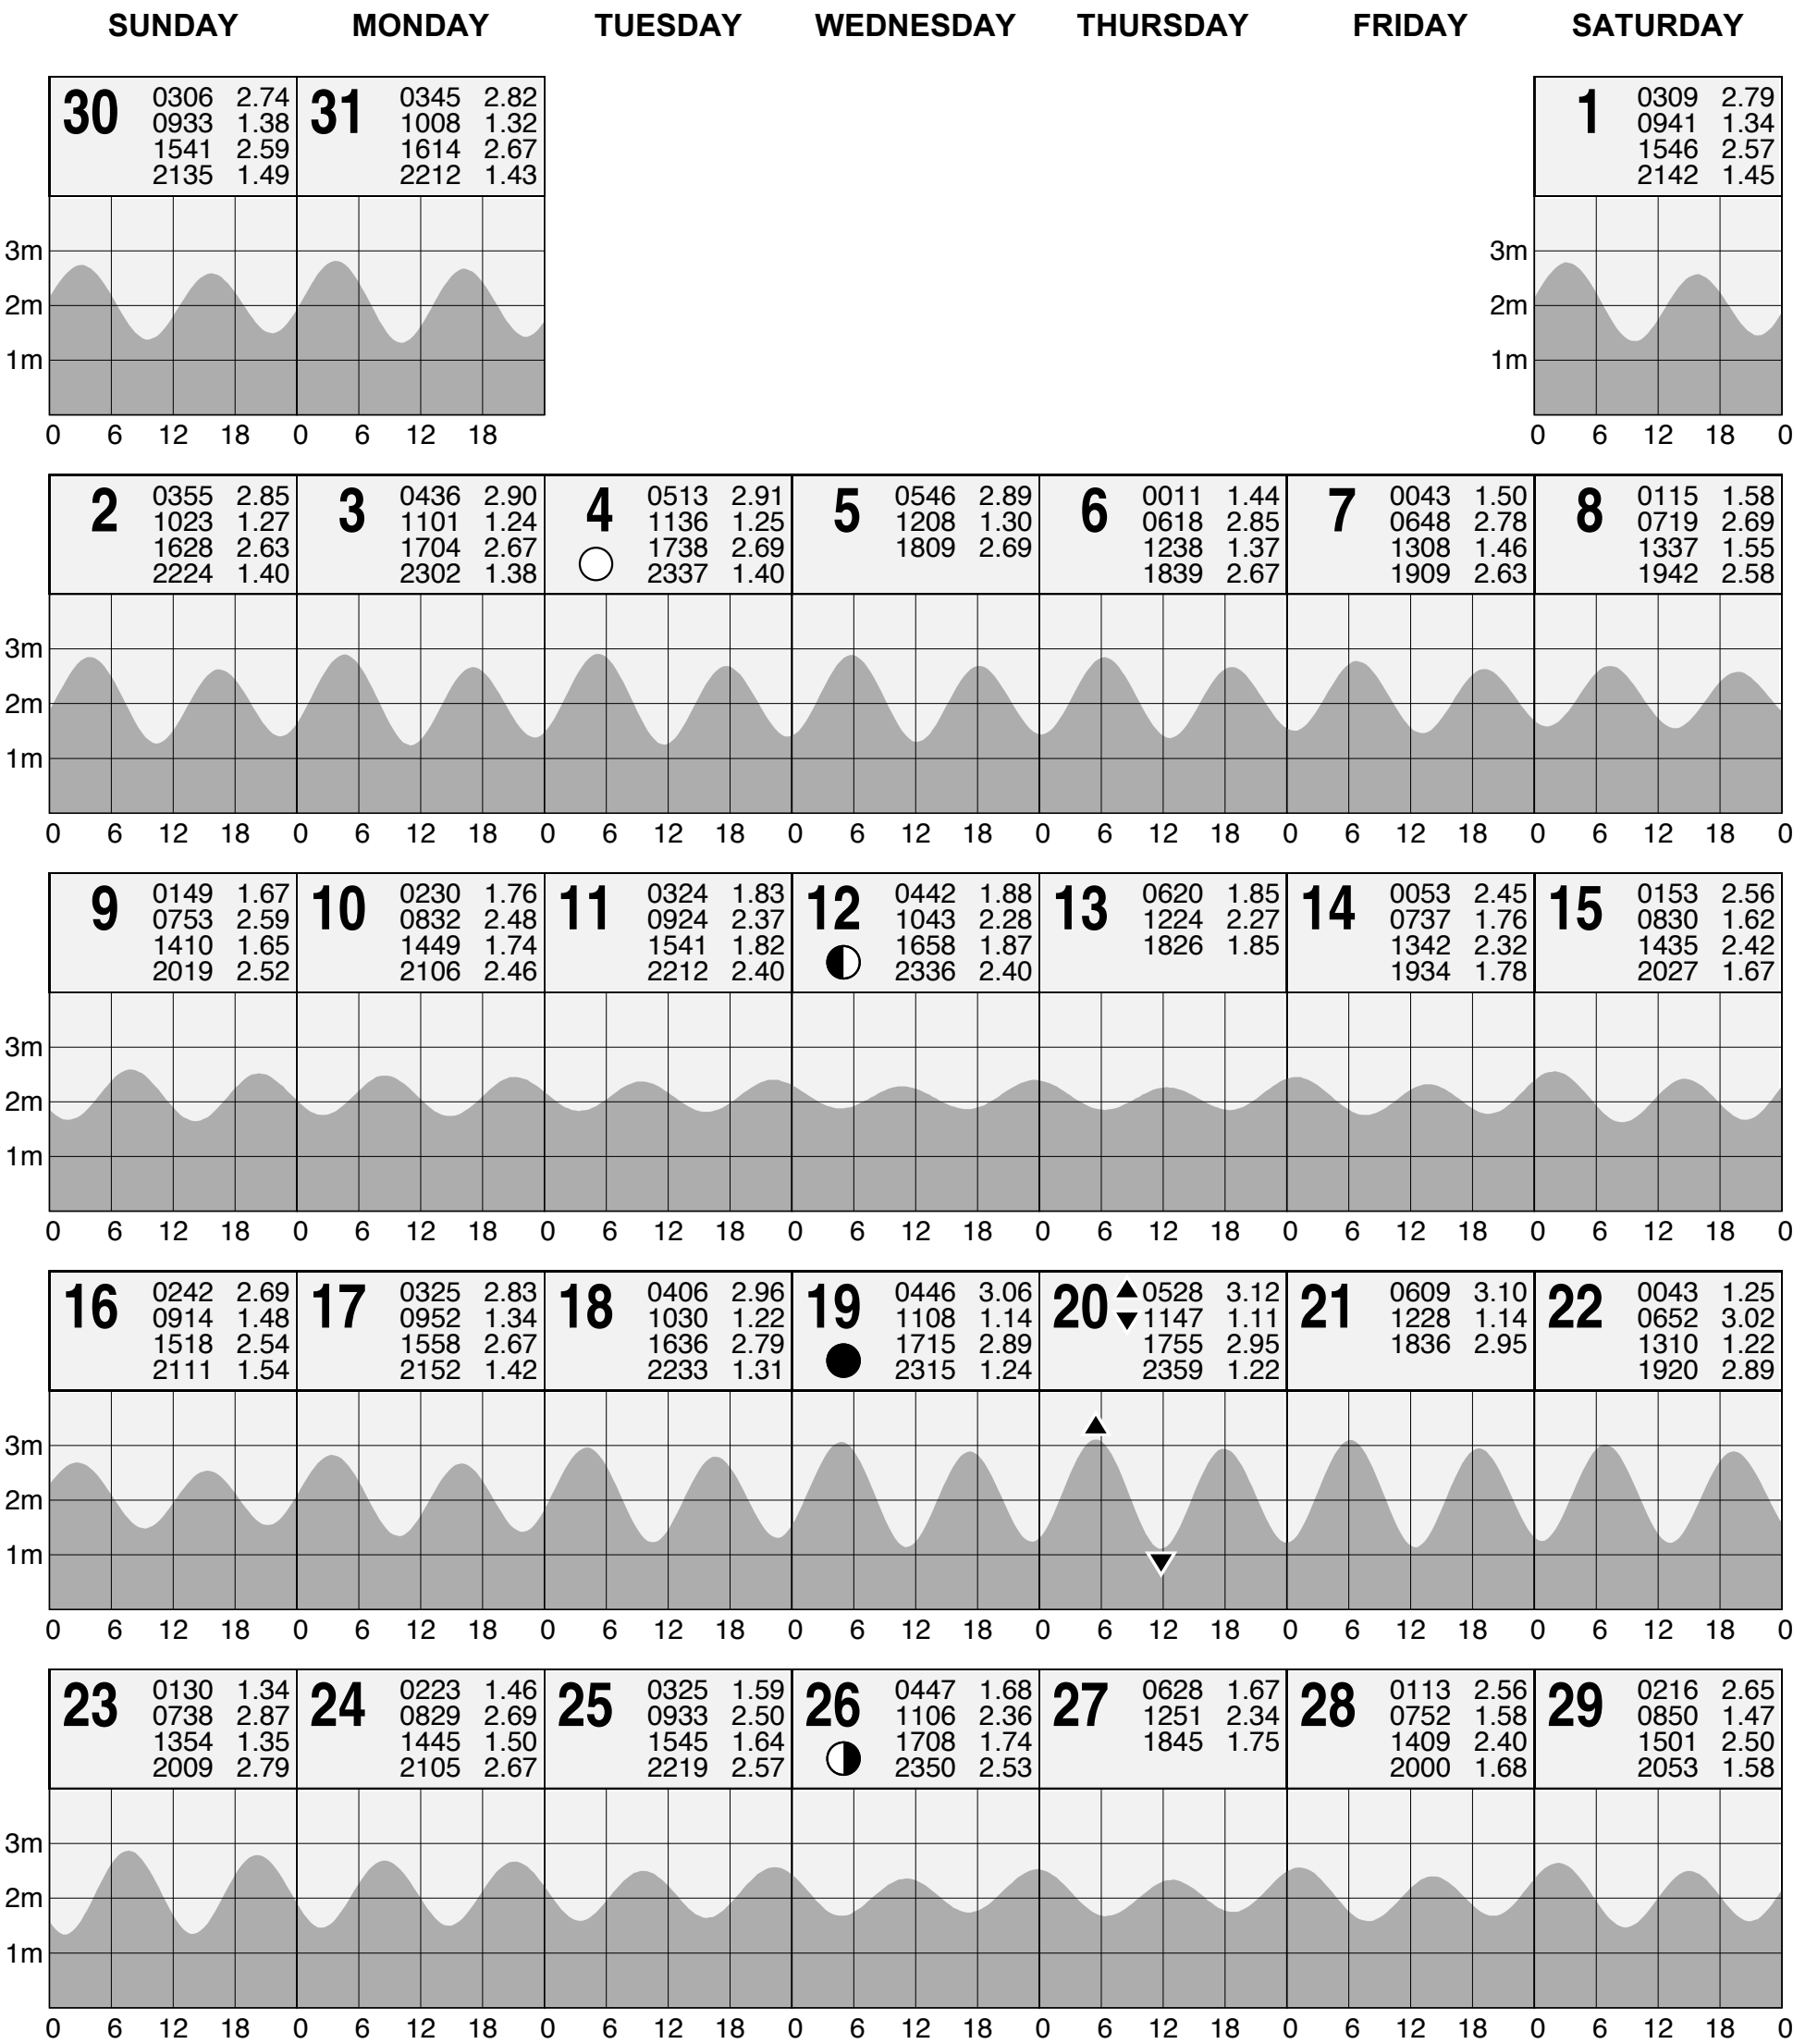 SUNDAY MONDAY TUESDAY WEDNESDAY THURSDAY FRIDAY SATURDAY
30 0306 2.74 31 0345 2.82 1 0309 2.79
0933 1.38 1008 1.32 0941 1.34
1541 2.59 1614 2.67 1546 2.57
2135 1.49 2212 1.43 2142 1.45
3m 3m
2m 2m
1m 1m
0 6 12 18 0 6 12 18 0 6 12 18 0
2 0355 2.85 3 0436 2.90 4 0513 2.91 5 0546 2.89 6 0011 1.44 7 0043 1.50 8 0115 1.58
1023 1.27 1101 1.24 1136 1.25 1208 1.30 0618 2.85 0648 2.78 0719 2.69
1628 2.63 1704 2.67 1738 2.69 1809 2.69 1238 1.37 1308 1.46 1337 1.55
2224 1.40 2302 1.38 2337 1.40 1839 2.67 1909 2.63 1942 2.58
3m
2m
1m
0 6 12 18 0 6 12 18 0 6 12 18 0 6 12 18 0 6 12 18 0 6 12 18 0 6 12 18 0
9 0149 1.67 10 0230 1.76 11 0324 1.83 12 0442 1.88 13 0620 1.85 14 0053 2.45 15 0153 2.56
0753 2.59 0832 2.48 0924 2.37 1043 2.28 1224 2.27 0737 1.76 0830 1.62
1410 1.65 1449 1.74 1541 1.82 1658 1.87 1826 1.85 1342 2.32 1435 2.42
2019 2.52 2106 2.46 2212 2.40 2336 2.40 1934 1.78 2027 1.67
3m
2m
1m
0 6 12 18 0 6 12 18 0 6 12 18 0 6 12 18 0 6 12 18 0 6 12 18 0 6 12 18 0
16 0242 2.69 17 0325 2.83 18 0406 2.96 19 0446 3.06 20 0528 3.12 21 0609 3.10 22 0043 1.25
0914 1.48 0952 1.34 1030 1.22 1108 1.14 1147 1.11 1228 1.14 0652 3.02
1518 2.54 1558 2.67 1636 2.79 1715 2.89 1755 2.95 1836 2.95 1310 1.22
2111 1.54 2152 1.42 2233 1.31 2315 1.24 2359 1.22 1920 2.89
3m
2m
1m
0 6 12 18 0 6 12 18 0 6 12 18 0 6 12 18 0 6 12 18 0 6 12 18 0 6 12 18 0
23 0130 1.34 24 0223 1.46 25 0325 1.59 26 0447 1.68 27 0628 1.67 28 0113 2.56 29 0216 2.65
0738 2.87 0829 2.69 0933 2.50 1106 2.36 1251 2.34 0752 1.58 0850 1.47
1354 1.35 1445 1.50 1545 1.64 1708 1.74 1845 1.75 1409 2.40 1501 2.50
2009 2.79 2105 2.67 2219 2.57 2350 2.53 2000 1.68 2053 1.58
3m
2m
1m
0 6 12 18 0 6 12 18 0 6 12 18 0 6 12 18 0 6 12 18 0 6 12 18 0 6 12 18 0